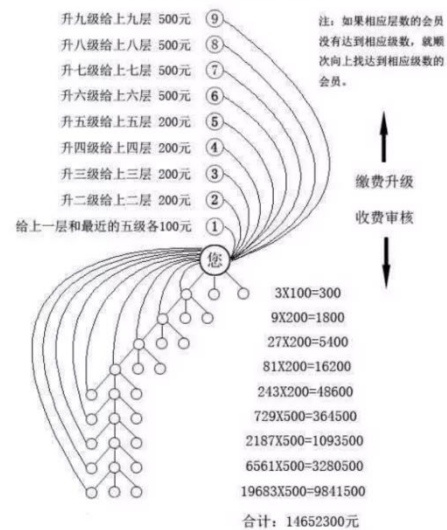 升九级给上九层 500元 ⑨
升八级给上八层 500元 ⑧
升七级给上七层 500元 ⑦
升六级给上六层 500元 ⑥
升五级给上五层 200元 ⑤
升四级给上四层 200元 ④
升三级给上三层 200元 ③
升二级给上二层 200元 ②
给上一层和最近的五级各100元 ①
注：如果相应层数的会员
没有达到相应级数，就顺
次向上找达到相应级数的
会员。
缴费升级
收费审核
您
3X100=300
9X200=1800
27X200=5400
81X200=16200
243X200=48600
729X500=364500
2187X500=1093500
6561X500=3280500
19683X500=9841500
合计：14652300元